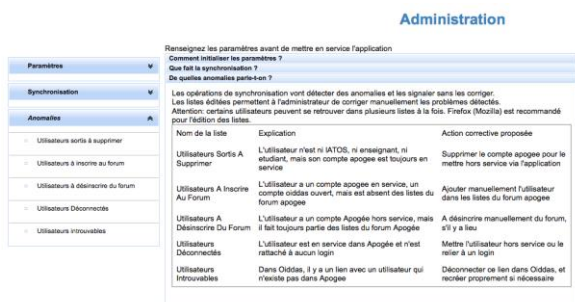 Administration
Renseignez les paramètres avant de mettre en service l'application
Paramètres
Synchronisation
Anomalies
Utilisateurs sortis à supprimer
Utilisateurs à inscrire au forum
Utilisateurs à désinscrire du forum
Utilisateurs Déconnectés
Utilisateurs introuvables
Comment initialiser les paramètres ?
Que fait la synchronisation ?
De quelles anomalies parle-t-on ?
Les opérations de synchronisation vont détecter des anomalies et les signaler sans les corriger.
Les listes éditées permettent à l'administrateur de corriger manuellement les problèmes détectés.
Attention: certains utilisateurs peuvent se retrouver dans plusieurs listes à la fois. Firefox (Mozilla) est recommandé
pour l'édition des listes.
Nom de la liste Explication Action corrective proposée
Utilisateurs Sortis A
Supprimer
L'utilisateur n'est ni IATOS, ni enseignant, ni
etudiant, mais son compte apogee est toujours en
service
Supprimer le compte apogee pour le
mettre hors service via l'application
Utilisateurs A Inscrire
Au Forum
L'utilisateur a un compte apogee en service, un
compte oiddas ouvert, mais est absent des listes du
forum apogee
Ajouter manuellement l'utilisateur
dans les listes du forum apogee
Utilisateurs A
Désinscrire Du Forum
L'utilisateur a un compte Apogée hors service, mais
il fait toujours partie des listes du forum Apogée
A désincrire manuellement du forum,
s'il y a lieu
Utilisateurs
Déconnectés
L'utilisateur est en service dans Apogée et n'est
rattaché à aucun login
Mettre l'utilisateur hors service ou le
relier à un login
Utilisateurs
Introuvables
Dans Oiddas, il y a un lien avec un utilisateur qui
n'existe pas dans Apogee
Déconnecter ce lien dans Oiddas, et
recréer proprement si nécessaire